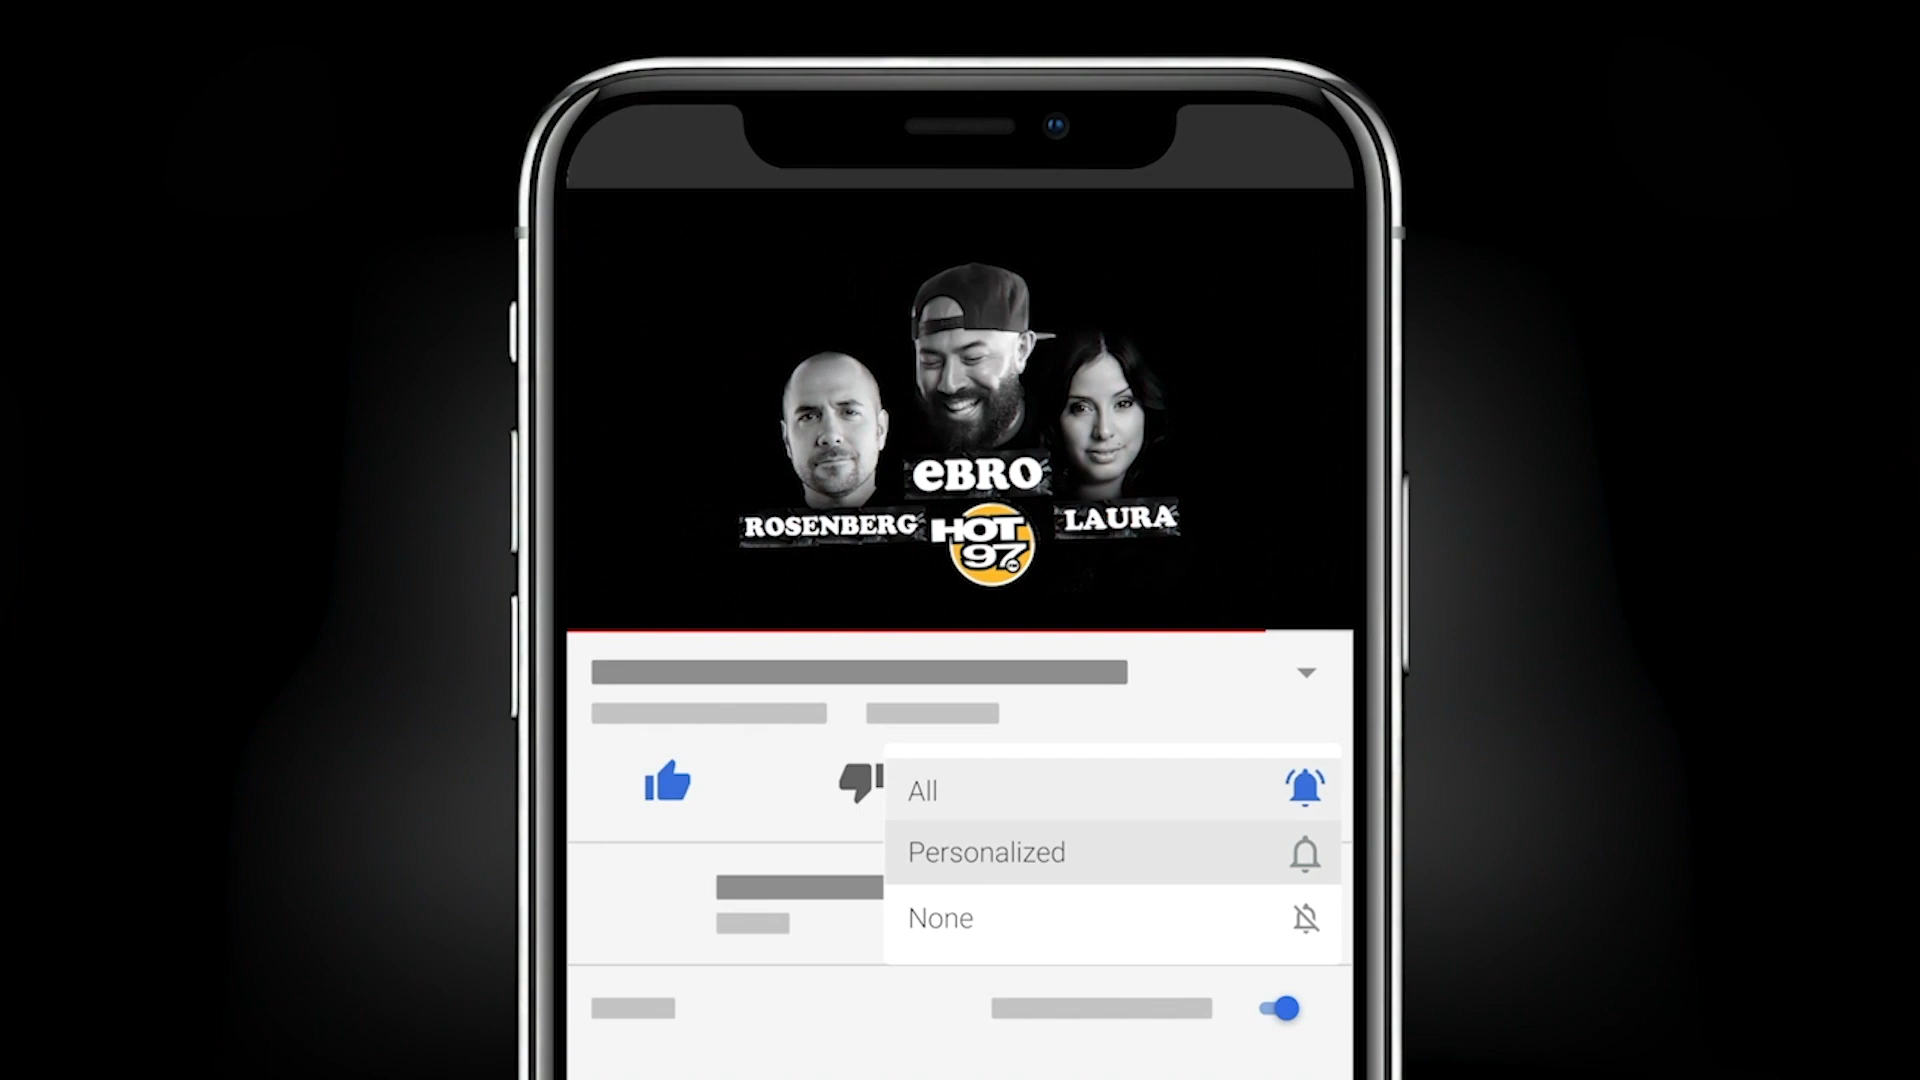 eBRO
ROSENBERG
HOT
97
LAURA
All
Personalized
None